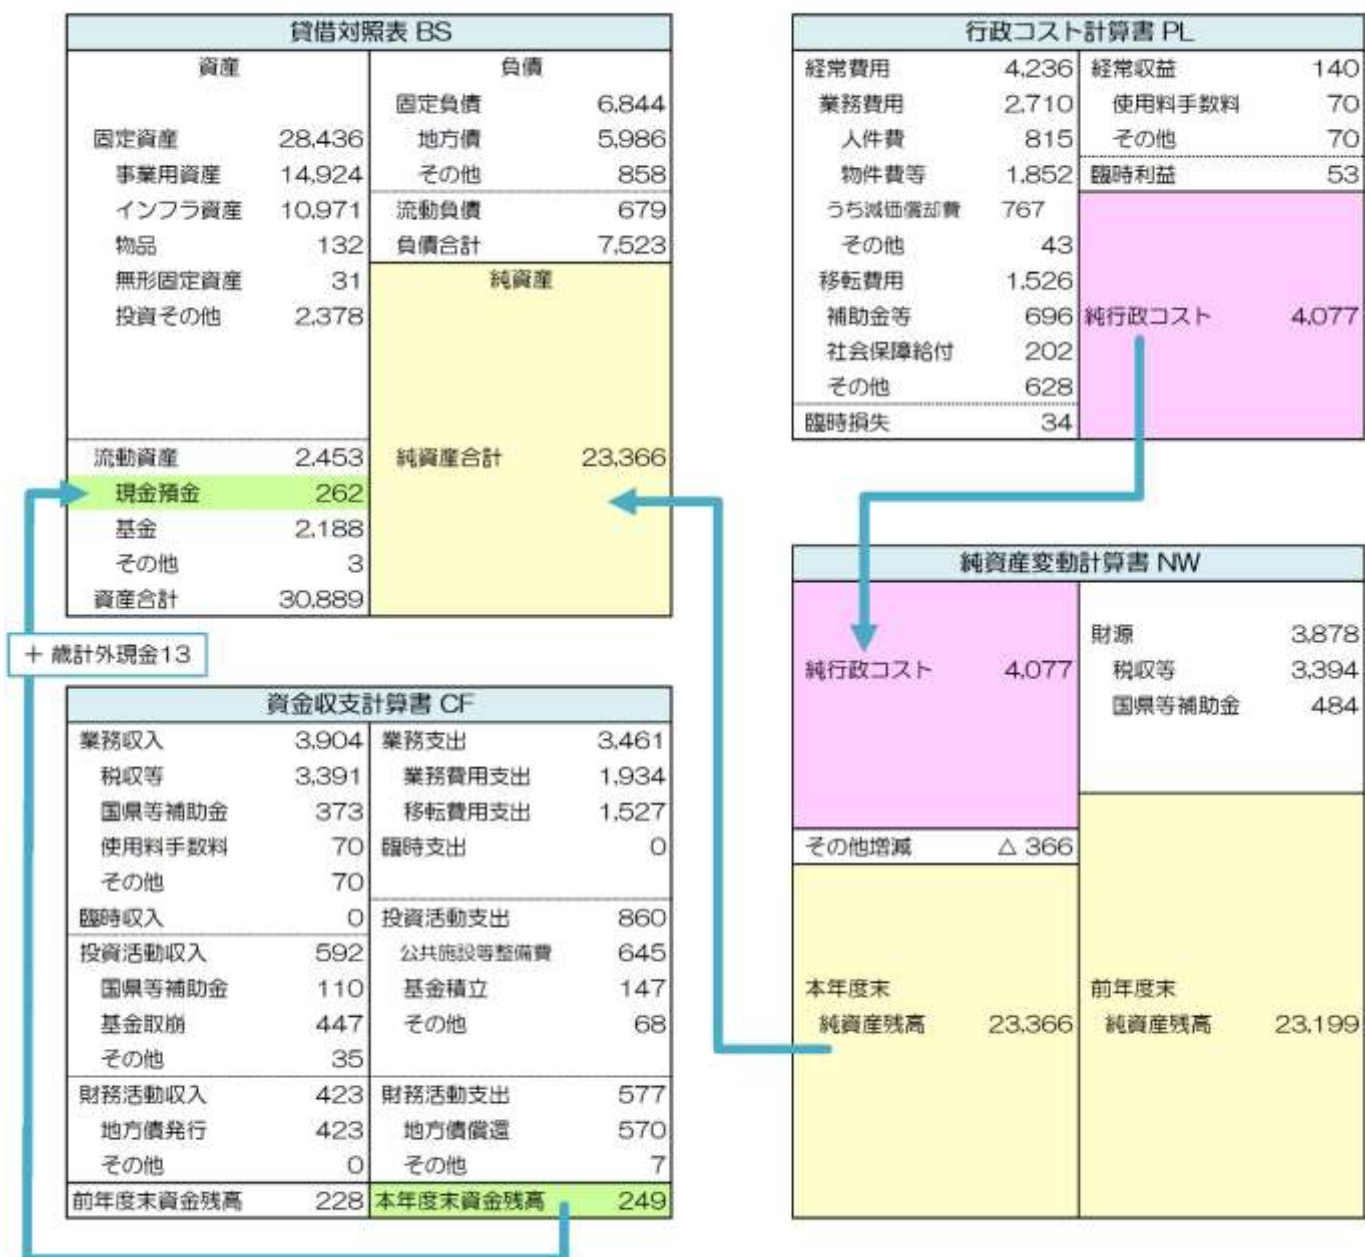 貸借対照表 BS
資産
固定資産 28,436
事業用資産 14,924
インフラ資産 10,971
物品 132
無形固定資産 31
投資その他 2,378
流動資産 2,453
現金預金 262
基金 2,188
その他 3
資産合計 30,889
負債
固定負債 6,844
地方債 5,986
その他 858
流動負債 679
負債合計 7,523
純資産
純資産合計 23,366
行政コスト計算書 PL
経常費用 4,236
業務費用 2,710
人件費 815
物件費等 1,852
うち減価償却費 767
その他 43
移転費用 1,526
補助金等 696
社会保障給付 202
その他 628
臨時損失 34
経常収益 140
使用料手数料 70
その他 70
臨時利益 53
純行政コスト 4,077
+ 歳計外現金13
資金収支計算書 CF
業務収入 3,904
税収等 3,391
国県等補助金 373
使用料手数料 70
その他 70
臨時収入 0
投資活動収入 592
国県等補助金 110
基金取崩 447
その他 35
財務活動収入 423
地方債発行 423
その他 0
前年度末資金残高 228
業務支出 3,461
業務費用支出 1,934
移転費用支出 1,527
臨時支出 0
投資活動支出 860
公共施設等整備費 645
基金積立 147
その他 68
財務活動支出 577
地方債償還 570
その他 7
本年度末資金残高 249
純資産変動計算書 NW
純行政コスト 4,077
その他増減 △ 366
本年度末
純資産残高 23,366
財源 3,878
税収等 3,394
国県等補助金 484
前年度末
純資産残高 23,199